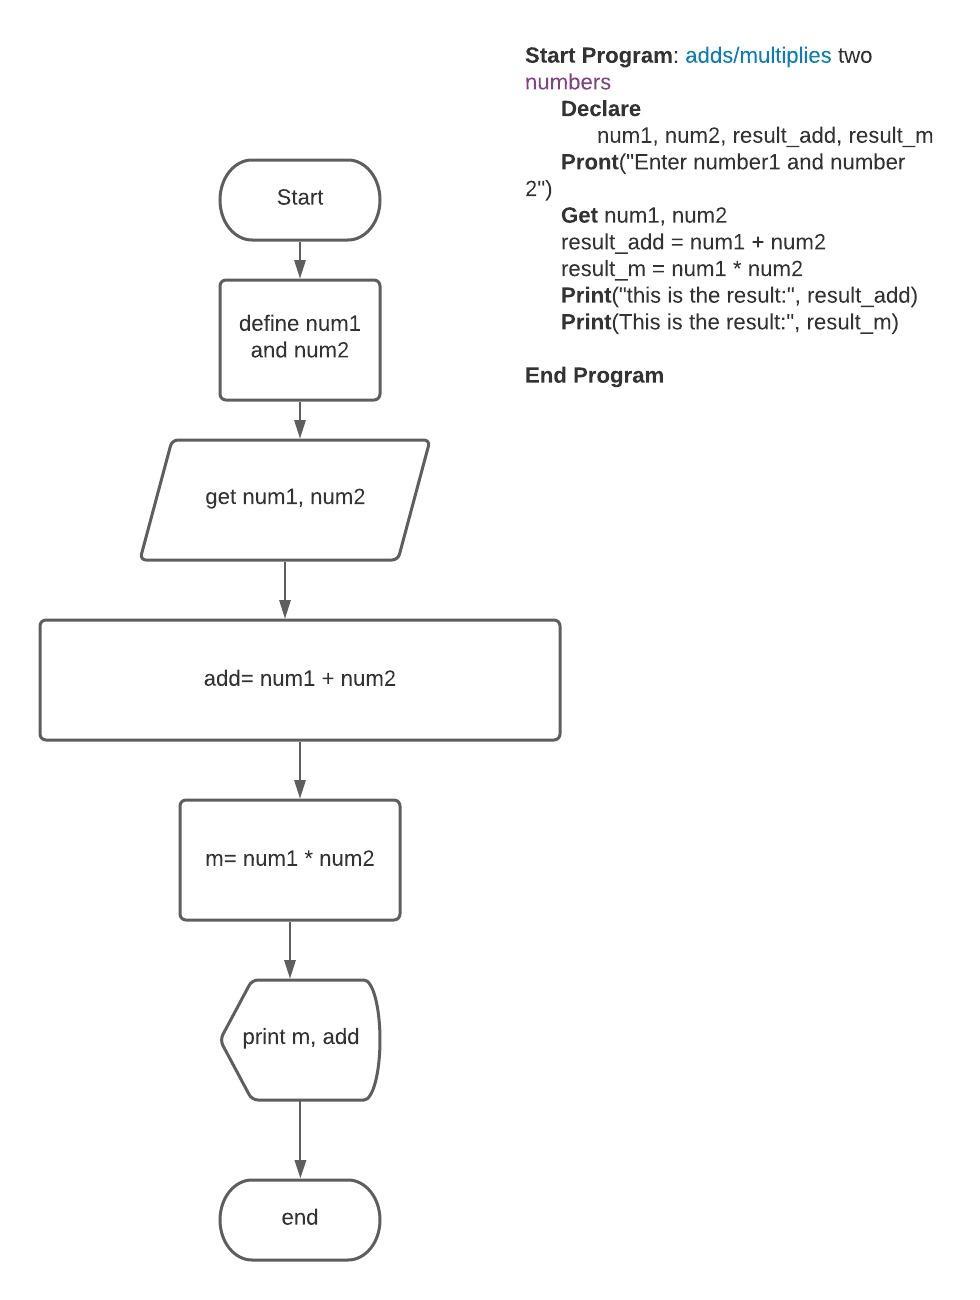 Start Program: adds/multiplies two
numbers
Declare
num1, num2, result_add, result_m
Pront("Enter number1 and number
2")
Get num1, num2
result_add = num1 + num2
result_m = num1 * num2
Print("this is the result:", result_add)
Print(This is the result:", result_m)
End Program
Start
define num1
and num2
get num1, num2
add= num1 + num2
m= num1 * num2
print m, add
end